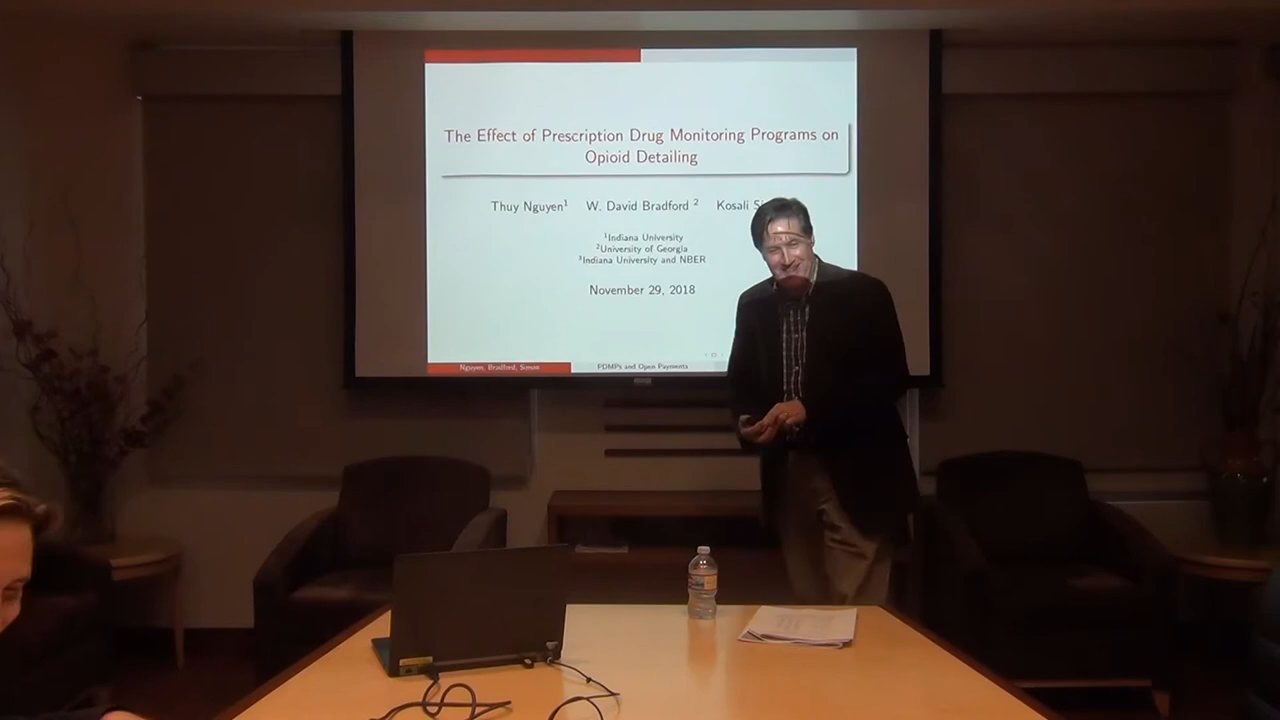 The Effect of Prescription Drug Monitoring Programs on
Opioid Detailing
Thuy Nguyen¹ W. David Bradford ² Kosali
¹Indiana University
²University of Georgia
³Indiana University and NBER
November 29, 2018
Nguyen, Bradford, Simon PDMPs and Open Payments